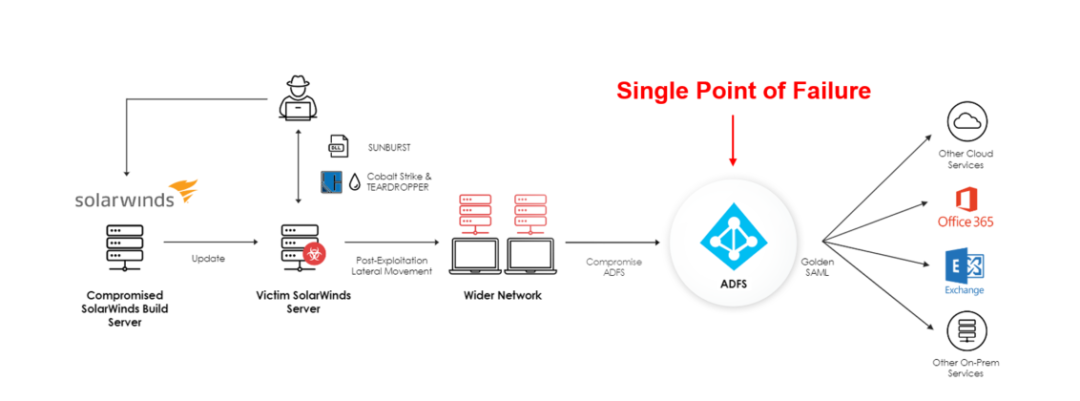 Single Point of Failure
SUNBURST
DLL
Cobalt Strike &
TEARDROPPER
solarwinds
Update
Post-Exploitation
Lateral Movement
Compromise
ADFS
ADFS
Golden
SAML
Compromised
SolarWinds Build
Server
Victim SolarWinds
Server
Wider Network
Other Cloud
Services
Office 365
E
Exchange
Other On-Prem
Services